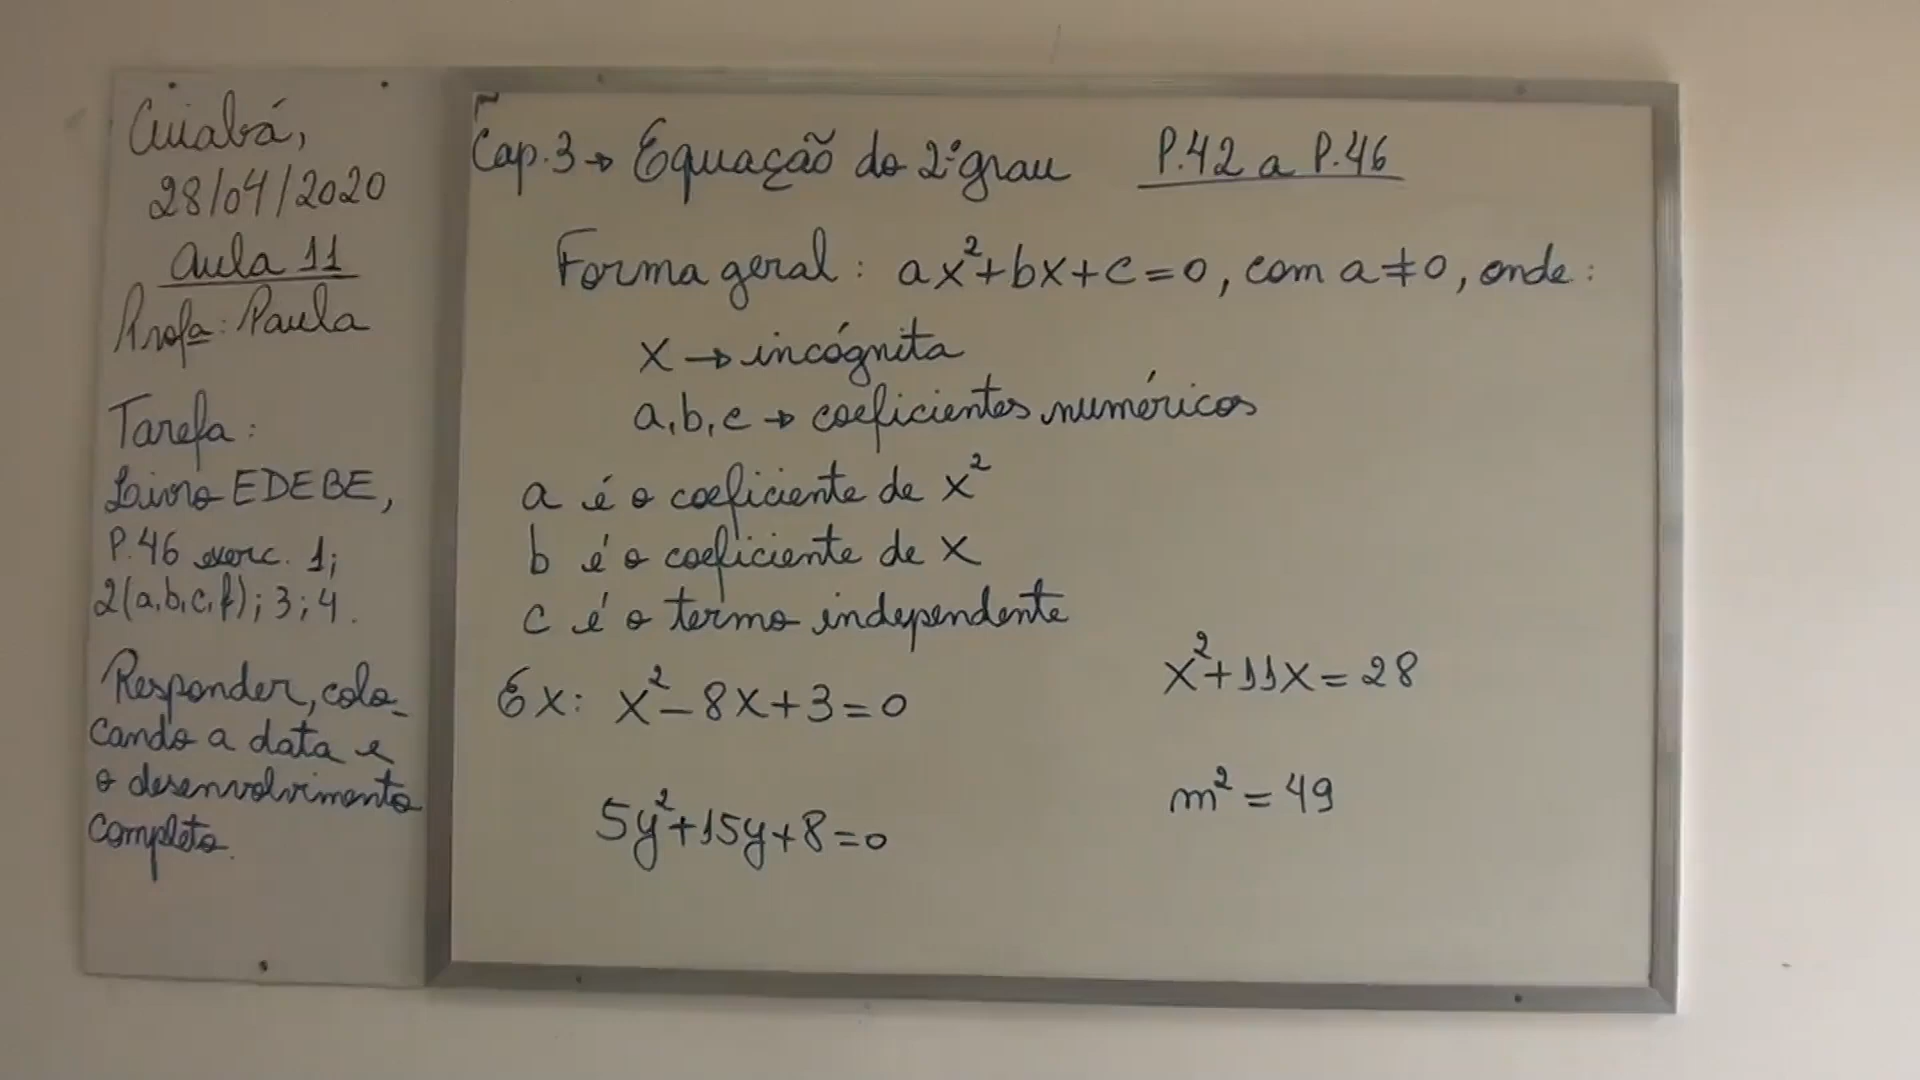 Cuiabá,
28/04/2020
Aula 11
Profa: Paula
Tarefa:
Livro EDEBE,
P.46 exerc. 1;
2(a,b,c,f); 3; 4.
Responder, colo_
cando a data e
o desenvolvimento
completo.
Cap.3 → Equação do 2º grau P.42 a P.46
Forma geral: ax²+bx+c=0, com a≠0, onde:
x → incógnita
a,b,c → coeficientes numéricos
a é o coeficiente de x²
b é o coeficiente de x
c é o termo independente
Ex: x²-8x+3=0
x²+11x=28
5y²+15y+8=0
m²=49